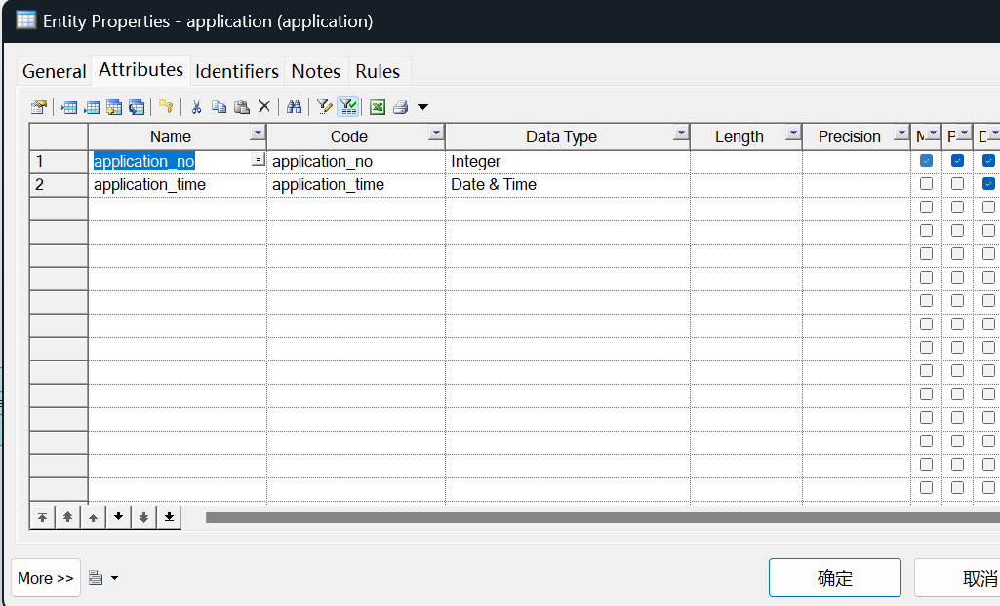 Entity Properties - application (application)
General Attributes Identifiers Notes Rules
Name Code Data Type Length Precision M P D
1 application_no application_no Integer
2 application_time application_time Date & Time
More >> 确定 取消